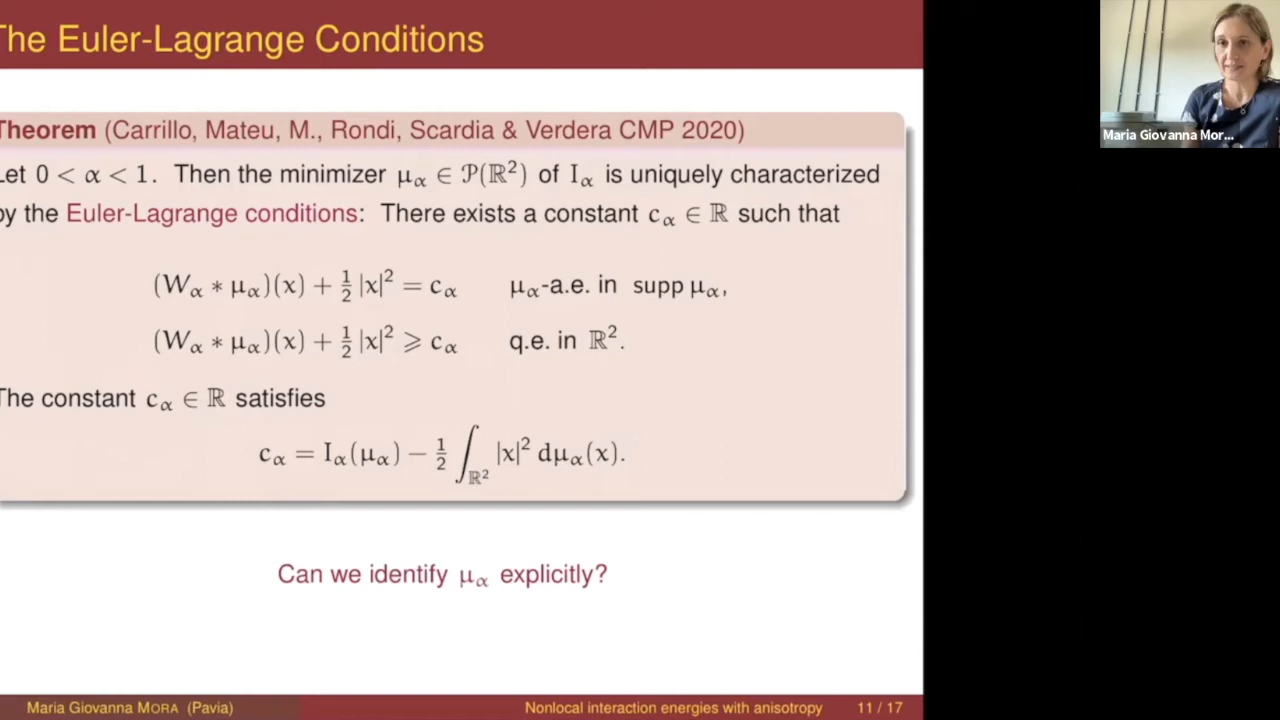 The Euler-Lagrange Conditions
Theorem (Carrillo, Mateu, M., Rondi, Scardia & Verdera CMP 2020)
Let 0 < α < 1. Then the minimizer μ_α ∈ 𝒫(ℝ²) of I_α is uniquely characterized
by the Euler-Lagrange conditions: There exists a constant c_α ∈ ℝ such that
(W_α ∗ μ_α)(x) + ½|x|² = c_α μ_α-a.e. in supp μ_α,
(W_α ∗ μ_α)(x) + ½|x|² ⩾ c_α q.e. in ℝ².
The constant c_α ∈ ℝ satisfies
c_α = I_α(μ_α) − ½ ∫_ℝ² |x|² dμ_α(x).
Can we identify μ_α explicitly?
Maria Giovanna MORA (Pavia) Nonlocal interaction energies with anisotropy 11 / 17
Maria Giovanna Mor...